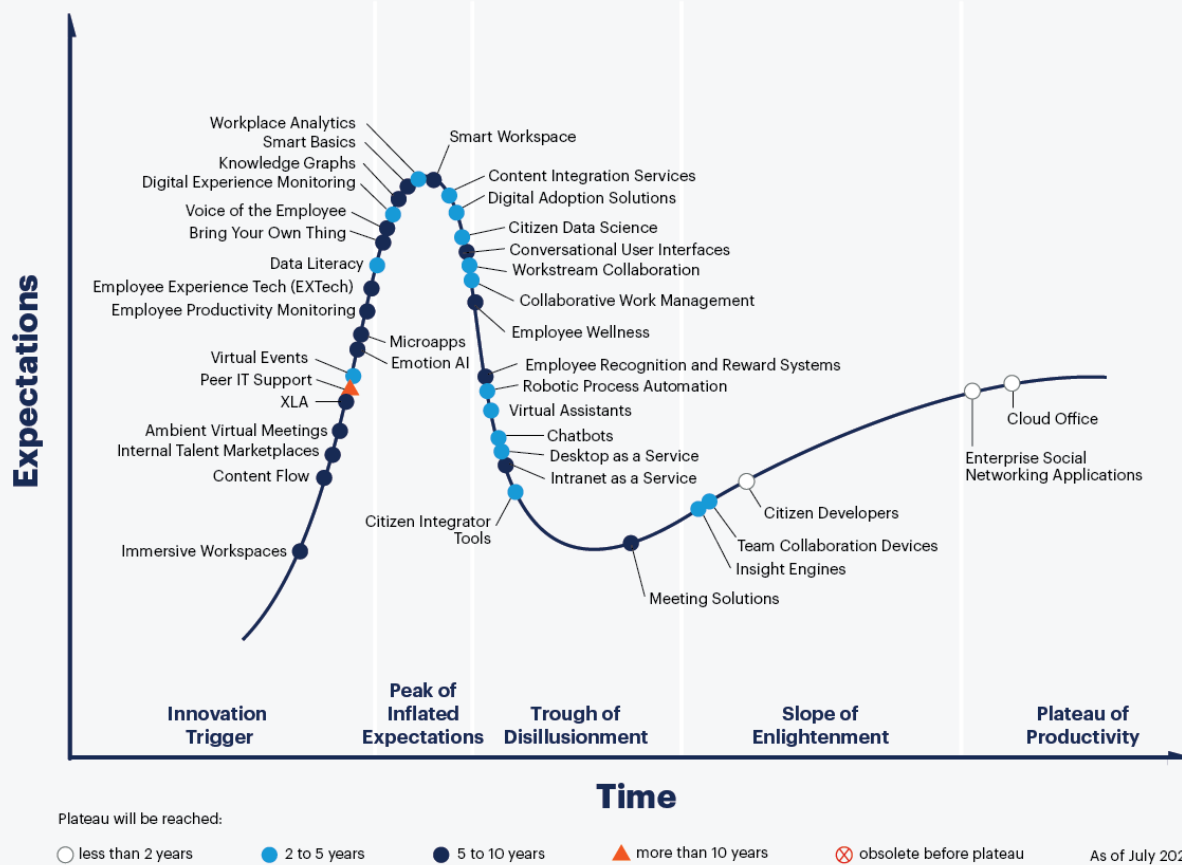 Expectations
Workplace Analytics
Smart Basics
Knowledge Graphs
Digital Experience Monitoring
Voice of the Employee
Bring Your Own Thing
Data Literacy
Employee Experience Tech (EXTech)
Employee Productivity Monitoring
Microapps
Emotion AI
Virtual Events
Peer IT Support
XLA
Ambient Virtual Meetings
Internal Talent Marketplaces
Content Flow
Immersive Workspaces
Smart Workspace
Content Integration Services
Digital Adoption Solutions
Citizen Data Science
Conversational User Interfaces
Workstream Collaboration
Collaborative Work Management
Employee Wellness
Employee Recognition and Reward Systems
Robotic Process Automation
Virtual Assistants
Chatbots
Desktop as a Service
Intranet as a Service
Citizen Integrator
Tools
Meeting Solutions
Insight Engines
Team Collaboration Devices
Citizen Developers
Enterprise Social
Networking Applications
Cloud Office
Innovation
Trigger
Peak of
Inflated
Expectations
Trough of
Disillusionment
Slope of
Enlightenment
Plateau of
Productivity
Time
Plateau will be reached:
less than 2 years
2 to 5 years
5 to 10 years
more than 10 years
obsolete before plateau
As of July